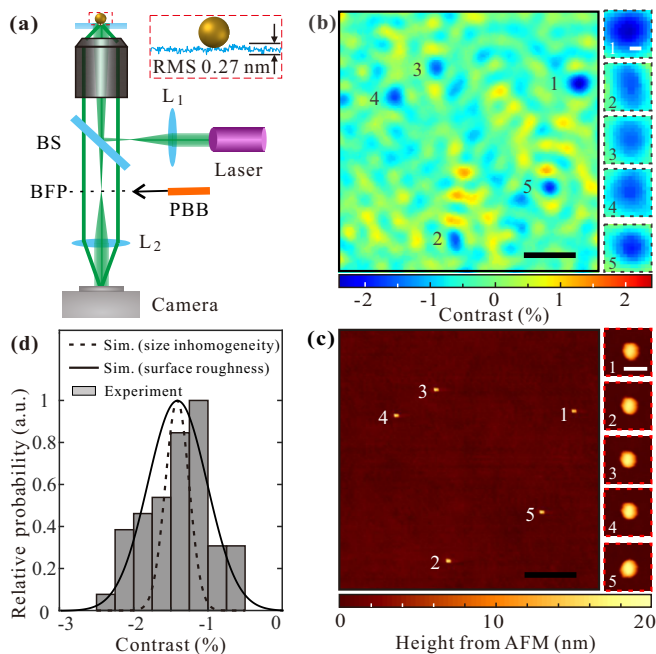 (a)
RMS 0.27 nm
L1
BS
Laser
BFP
PBB
L2
Camera
(b)
1
3
4
5
2
1
2
3
4
5
-2 -1 0 1 2
Contrast (%)
(c)
3
4
1
5
2
1
2
3
4
5
0 10 20
Height from AFM (nm)
(d)
Sim. (size inhomogeneity)
Sim. (surface roughness)
Experiment
Relative probability (a.u.)
1
0.8
0.6
0.4
0.2
0
-3 -2 -1 0
Contrast (%)